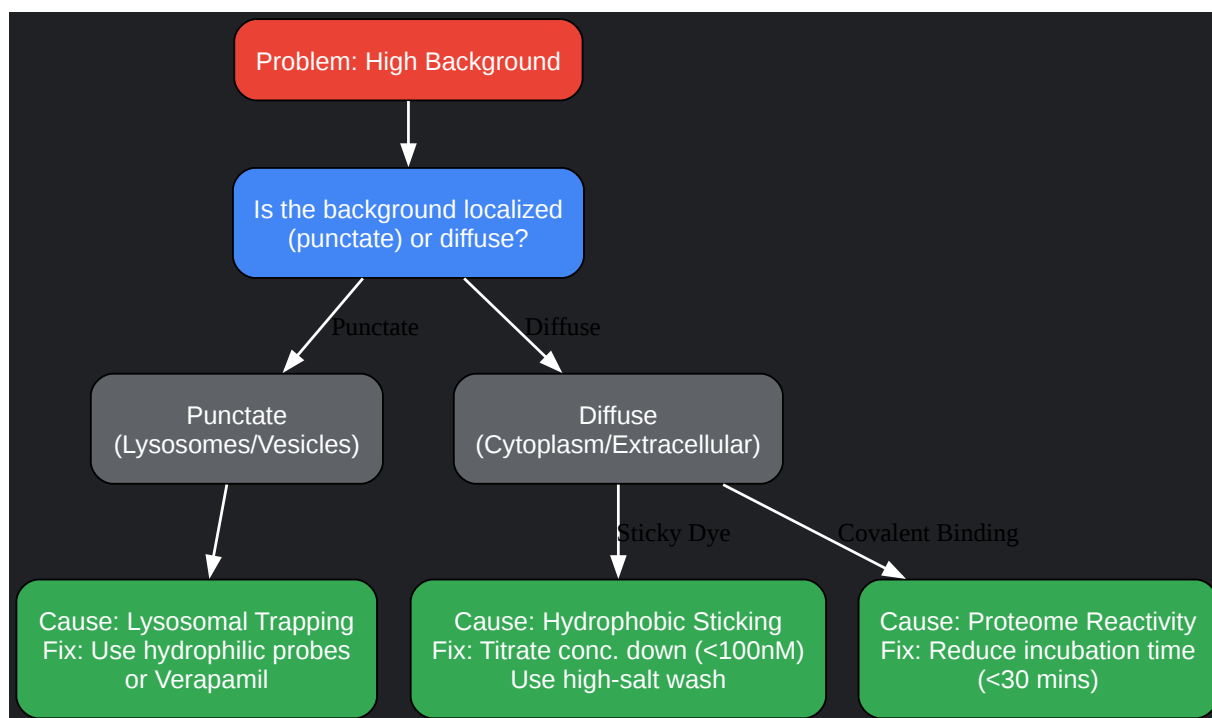 Problem: High Background
Is the background localized
(punctate) or diffuse?
Punctate
Diffuse
Punctate
(Lysosomes/Vesicles)
Diffuse
(Cytoplasm/Extracellular)
Sticky Dye
Covalent Binding
Cause: Lysosomal Trapping
Fix: Use hydrophilic probes
or Verapamil
Cause: Hydrophobic Sticking
Fix: Titrate conc. down (<100nM)
Use high-salt wash
Cause: Proteome Reactivity
Fix: Reduce incubation time
(<30 mins)